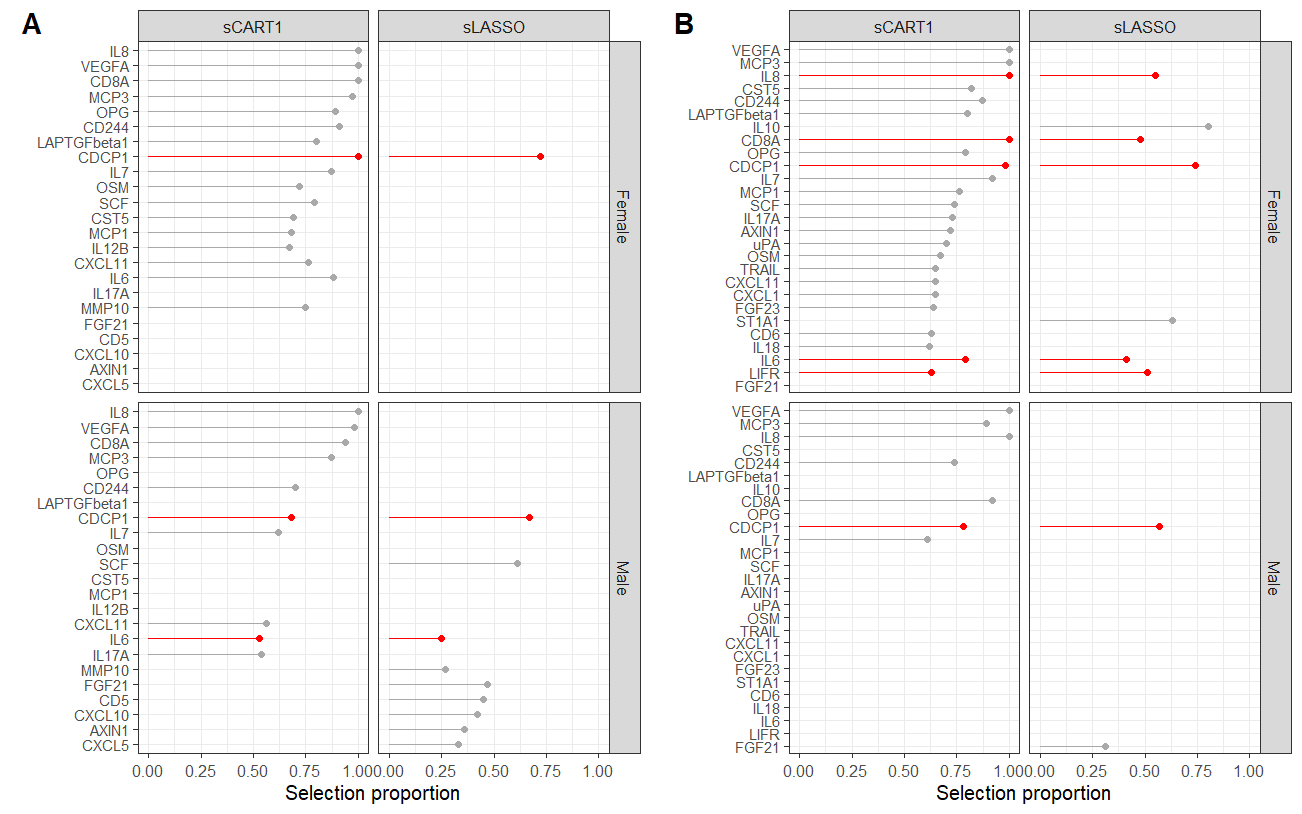 A
sCART1
sLASSO
IL8
VEGFA
CD8A
MCP3
OPG
CD244
LAPTGFbeta1
CDCP1
IL7
OSM
SCF
CST5
MCP1
IL12B
CXCL11
IL6
IL17A
MMP10
FGF21
CD5
CXCL10
AXIN1
CXCL5
Female
IL8
VEGFA
CD8A
MCP3
OPG
CD244
LAPTGFbeta1
CDCP1
IL7
OSM
SCF
CST5
MCP1
IL12B
CXCL11
IL6
IL17A
MMP10
FGF21
CD5
CXCL10
AXIN1
CXCL5
Male
0.00 0.25 0.50 0.75 1.00 0.00 0.25 0.50 0.75 1.00
Selection proportion
B
sCART1
sLASSO
VEGFA
MCP3
IL8
CST5
CD244
LAPTGFbeta1
IL10
CD8A
OPG
CDCP1
IL7
MCP1
SCF
IL17A
AXIN1
uPA
OSM
TRAIL
CXCL11
CXCL1
FGF23
ST1A1
CD6
IL18
IL6
LIFR
FGF21
Female
VEGFA
MCP3
IL8
CST5
CD244
LAPTGFbeta1
IL10
CD8A
OPG
CDCP1
IL7
MCP1
SCF
IL17A
AXIN1
uPA
OSM
TRAIL
CXCL11
CXCL1
FGF23
ST1A1
CD6
IL18
IL6
LIFR
FGF21
Male
0.00 0.25 0.50 0.75 1.00 0.00 0.25 0.50 0.75 1.00
Selection proportion